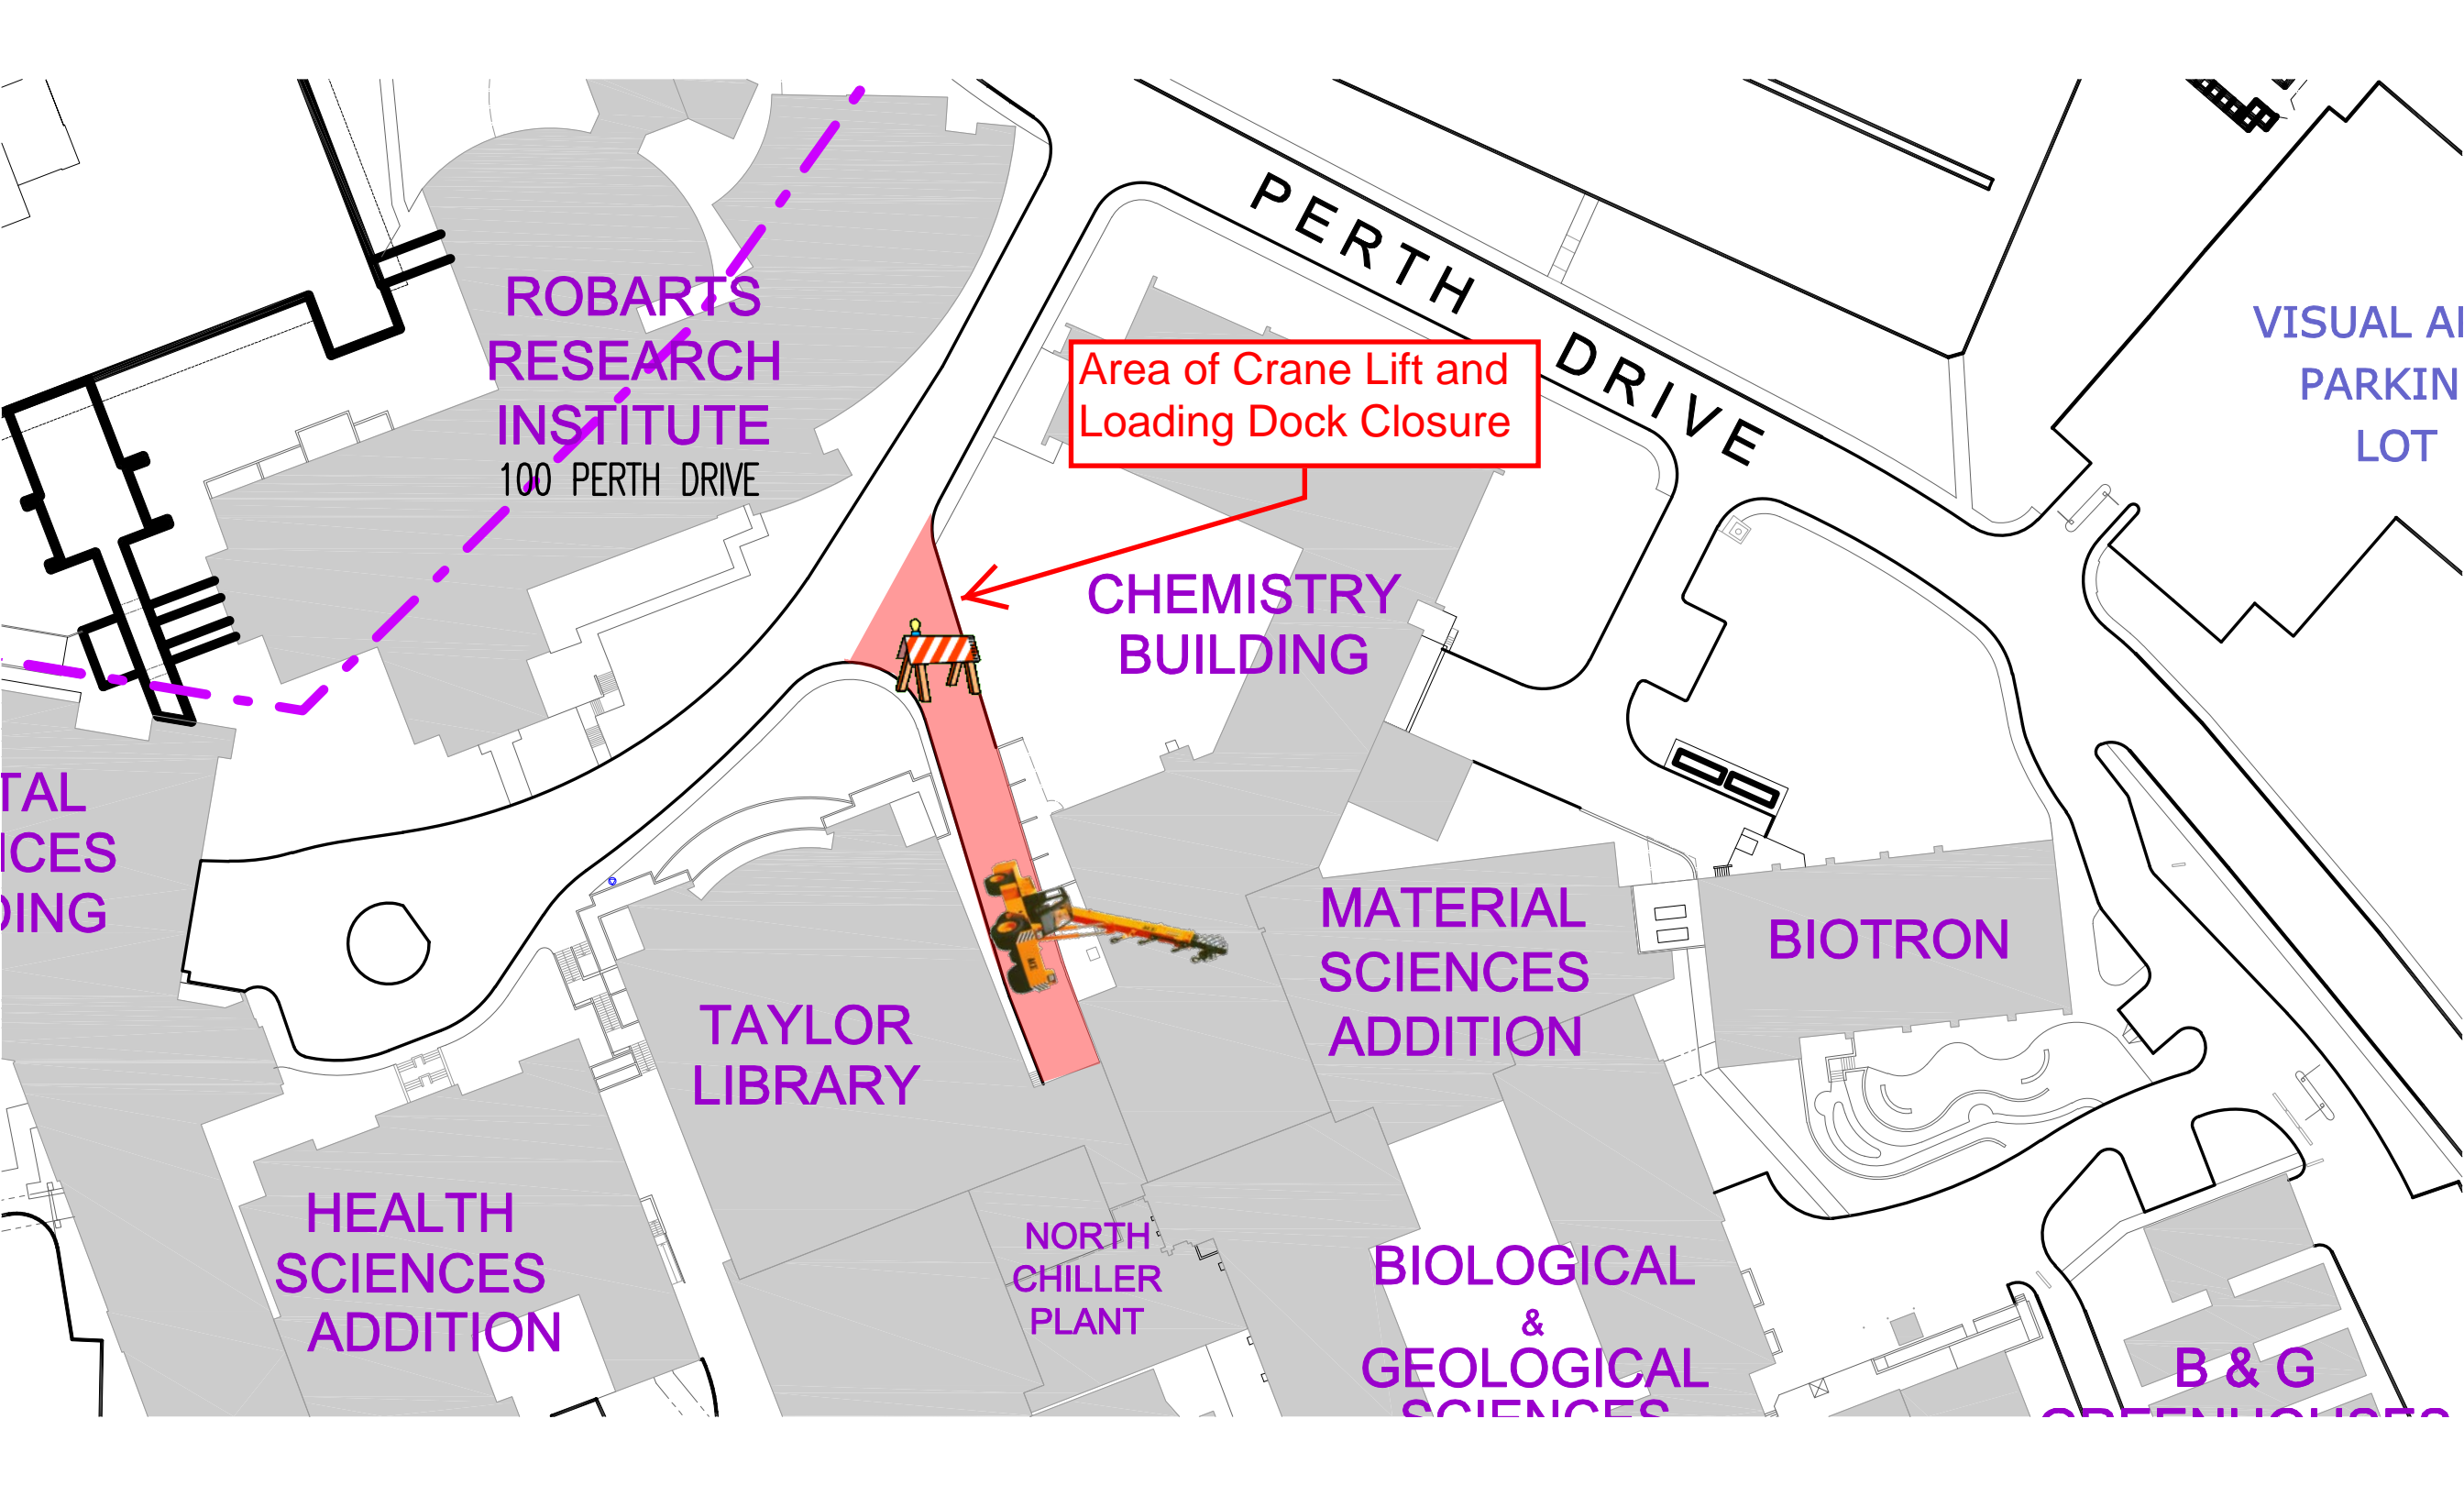 PERTH DRIVE
ROBARTS
RESEARCH
INSTITUTE
100 PERTH DRIVE
Area of Crane Lift and
Loading Dock Closure
VISUAL
PARKIN
LOT
CHEMISTRY
BUILDING
TAL
ICES
DING
MATERIAL
SCIENCES
ADDITION
BIOTRON
TAYLOR
LIBRARY
HEALTH
SCIENCES
ADDITION
NORTH
CHILLER
PLANT
BIOLOGICAL
&
GEOLOGICAL
SCIENCES
B & G
GREENHOUSES